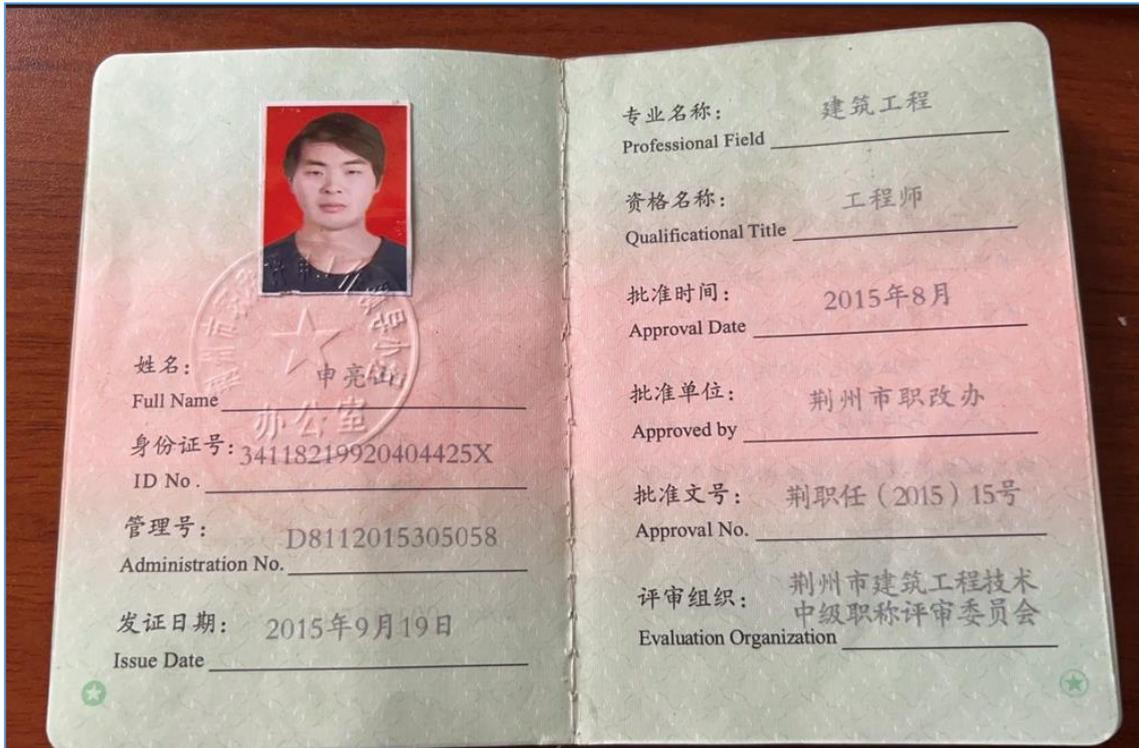 姓名: 申亮山
Full Name
身份证号: 34118219920404425X
ID No.
管理号: D8112015305058
Administration No.
发证日期: 2015年9月19日
Issue Date
办公室
专业名称: 建筑工程
Professional Field
资格名称: 工程师
Qualificational Title
批准时间: 2015年8月
Approval Date
批准单位: 荆州市职改办
Approved by
批准文号: 荆职任（2015）15号
Approval No.
评审组织: 荆州市建筑工程技术
中级职称评审委员会
Evaluation Organization